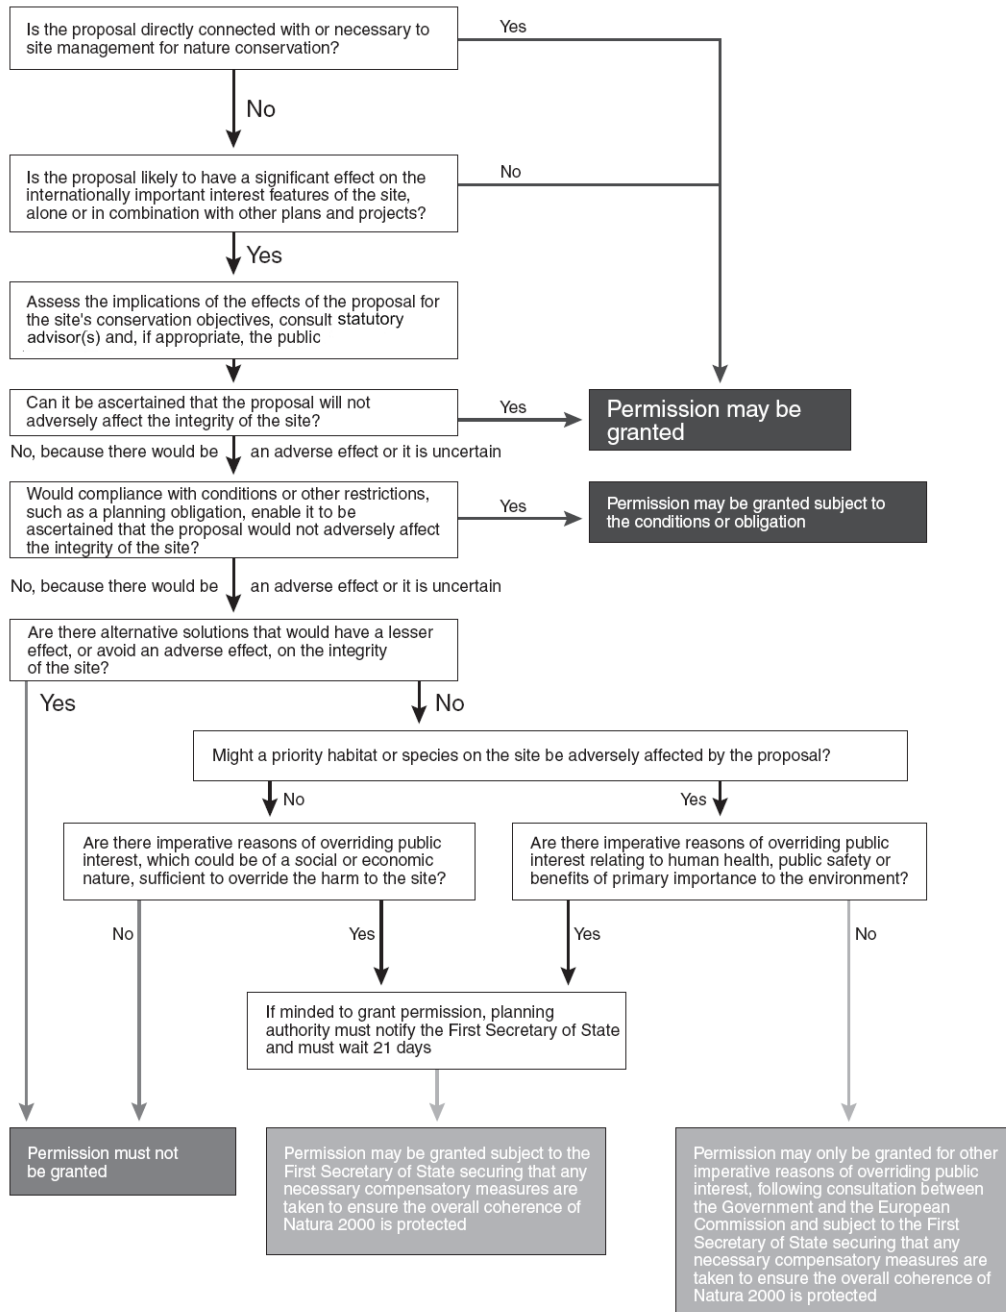 Is the proposal directly connected with or necessary to
site management for nature conservation?
Yes
No
Is the proposal likely to have a significant effect on the
internationally important interest features of the site,
alone or in combination with other plans and projects?
No
Yes
Assess the implications of the effects of the proposal for
the site's conservation objectives, consult statutory
advisor(s) and, if appropriate, the public
Can it be ascertained that the proposal will not
adversely affect the integrity of the site?
Yes
Permission may be
granted
No, because there would be an adverse effect or it is uncertain
Would compliance with conditions or other restrictions,
such as a planning obligation, enable it to be
ascertained that the proposal would not adversely affect
the integrity of the site?
Yes
Permission may be granted subject to
the conditions or obligation
No, because there would be an adverse effect or it is uncertain
Are there alternative solutions that would have a lesser
effect, or avoid an adverse effect, on the integrity
of the site?
Yes
No
Might a priority habitat or species on the site be adversely affected by the proposal?
No
Yes
Are there imperative reasons of overriding public
interest, which could be of a social or economic
nature, sufficient to override the harm to the site?
Are there imperative reasons of overriding public
interest relating to human health, public safety or
benefits of primary importance to the environment?
No
Yes
Yes
No
If minded to grant permission, planning
authority must notify the First Secretary of State
and must wait 21 days
Permission must not
be granted
Permission may be granted subject to the
First Secretary of State securing that any
necessary compensatory measures are
taken to ensure the overall coherence of
Natura 2000 is protected
Permission may only be granted for other
imperative reasons of overriding public
interest, following consultation between
the Government and the European
Commission and subject to the First
Secretary of State securing that any
necessary compensatory measures are
taken to ensure the overall coherence of
Natura 2000 is protected